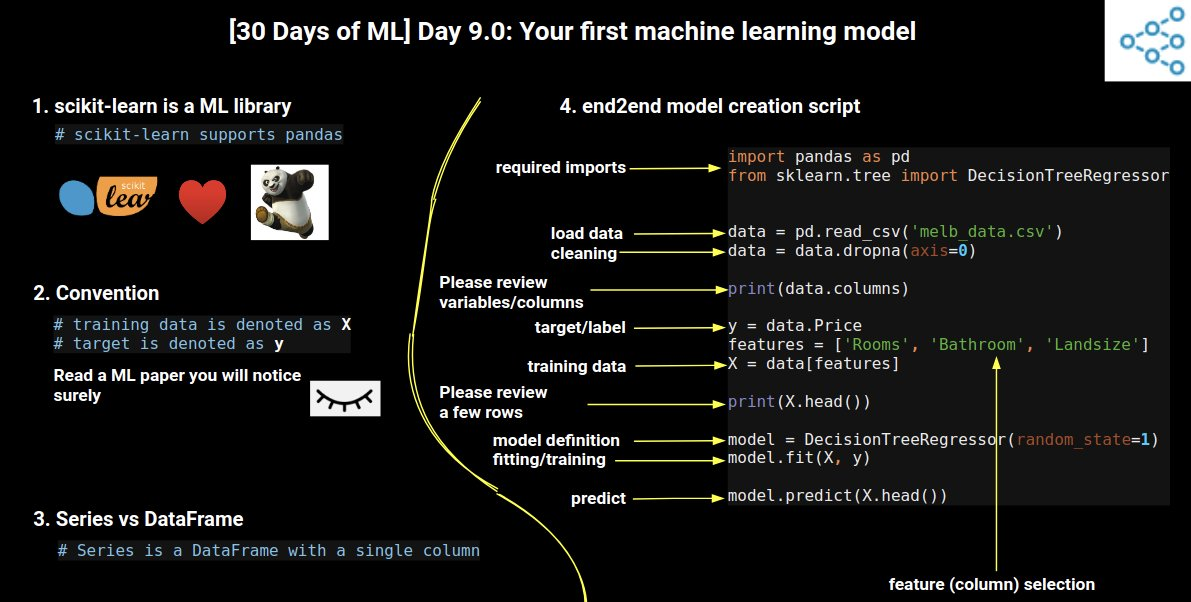 [30 Days of ML] Day 9.0: Your first machine learning model
1. scikit-learn is a ML library
# scikit-learn supports pandas
scikit
lear
2. Convention
# training data is denoted as X
# target is denoted as y
Read a ML paper you will notice
surely
3. Series vs DataFrame
# Series is a DataFrame with a single column
4. end2end model creation script
required imports
import pandas as pd
from sklearn.tree import DecisionTreeRegressor
load data
data = pd.read_csv('melb_data.csv')
cleaning
data = data.dropna(axis=0)
Please review
variables/columns
print(data.columns)
target/label
y = data.Price
features = ['Rooms', 'Bathroom', 'Landsize']
training data
X = data[features]
Please review
a few rows
print(X.head())
model definition
model = DecisionTreeRegressor(random_state=1)
fitting/training
model.fit(X, y)
predict
model.predict(X.head())
feature (column) selection